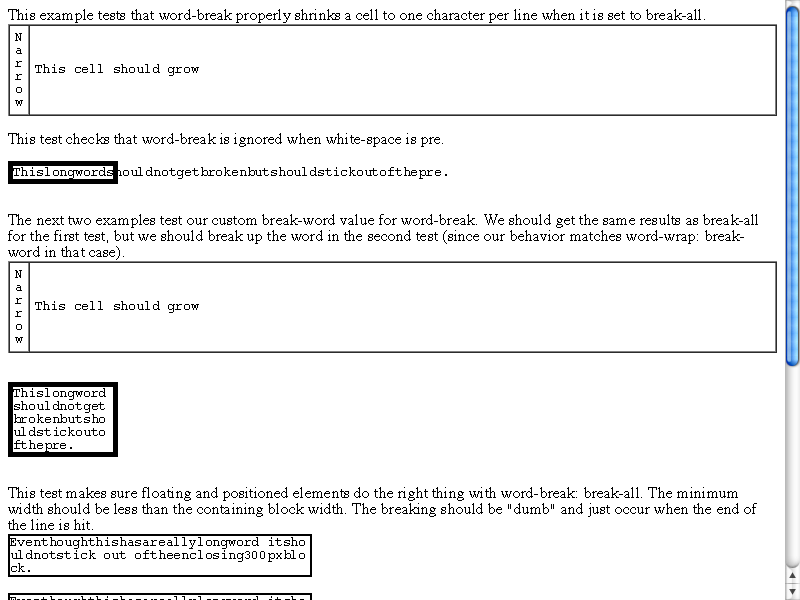 This example tests that word-break properly shrinks a cell to one character per line when it is set to break-all.
N
a
r
r
o
w
This cell should grow
This test checks that word-break is ignored when white-space is pre.
Thislongwordshouldnotgetbrokenbutshouldstickoutofthepre.
The next two examples test our custom break-word value for word-break. We should get the same results as break-all
for the first test, but we should break up the word in the second test (since our behavior matches word-wrap: break-
word in that case).
N
a
r
r
o
w
This cell should grow
Thislongword
shouldnotget
brokenbutsho
uldstickouto
fthepre.
This test makes sure floating and positioned elements do the right thing with word-break: break-all. The minimum
width should be less than the containing block width. The breaking should be "dumb" and just occur when the end of
the line is hit.
Eventhoughthishasareallylongword itsho
uldnotstick out oftheenclosing300pxblo
ck.
Eventhoughthishasareallylongword itsho